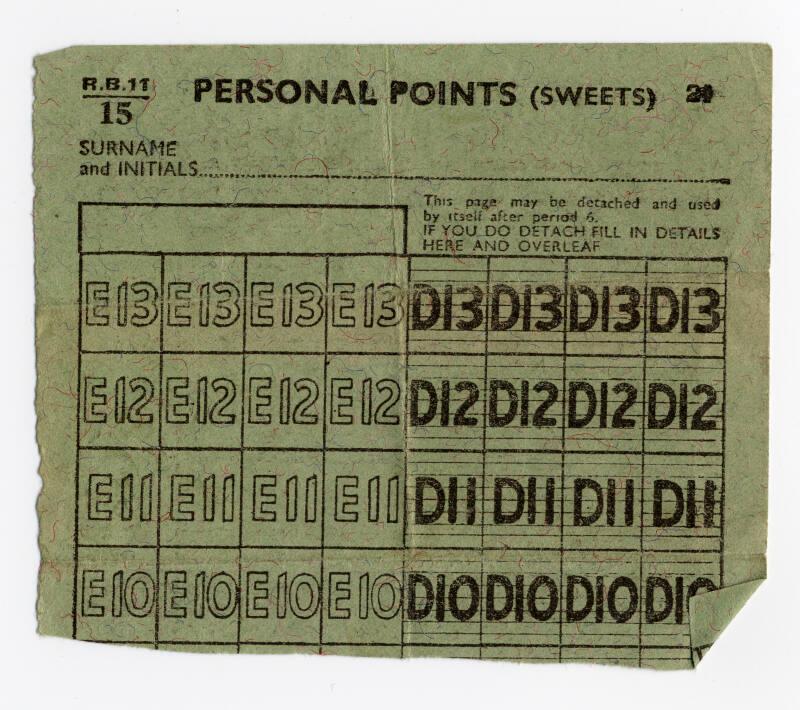 R.B.11
15
PERSONAL POINTS (SWEETS)
SURNAME
and INITIALS
This page may be detached and used
by itself after period 6.
IF YOU DO DETACH FILL IN DETAILS
HERE AND OVERLEAF
E13 E13 E13 E13 D13 D13 D13 D13
E12 E12 E12 E12 D12 D12 D12 D12
E11 E11 E11 E11 D11 D11 D11 D11
E10 E10 E10 E10 D10 D10 D10 D10